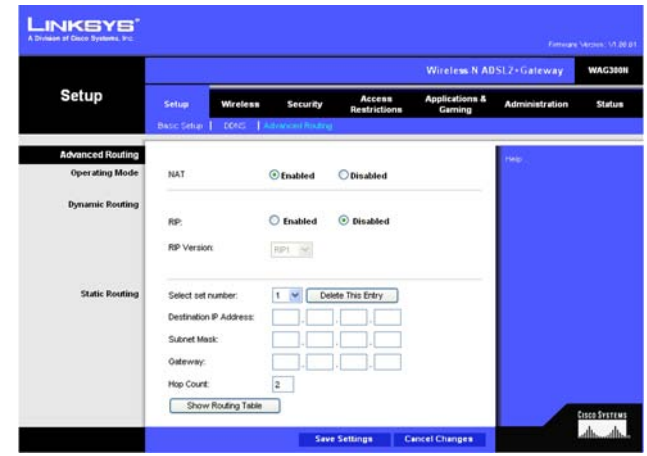 LINKSYS®
A Division of Cisco Systems, Inc.
Firmware Version: V1.00.01
Wireless-N ADSL2+Gateway WAG300N
Setup
Setup Wireless Security Access Restrictions Applications & Gaming Administration Status
Basic Setup | DDNS | Advanced Routing
Advanced Routing
Help...
Operating Mode
NAT Enabled Disabled
Dynamic Routing
RIP: Enabled Disabled
RIP Version: RIP1
Static Routing
Select set number: 1 Delete This Entry
Destination IP Address: . . .
Subnet Mask: . . .
Gateway: . . .
Hop Count: 2
Show Routing Table
Save Settings Cancel Changes
CISCO SYSTEMS